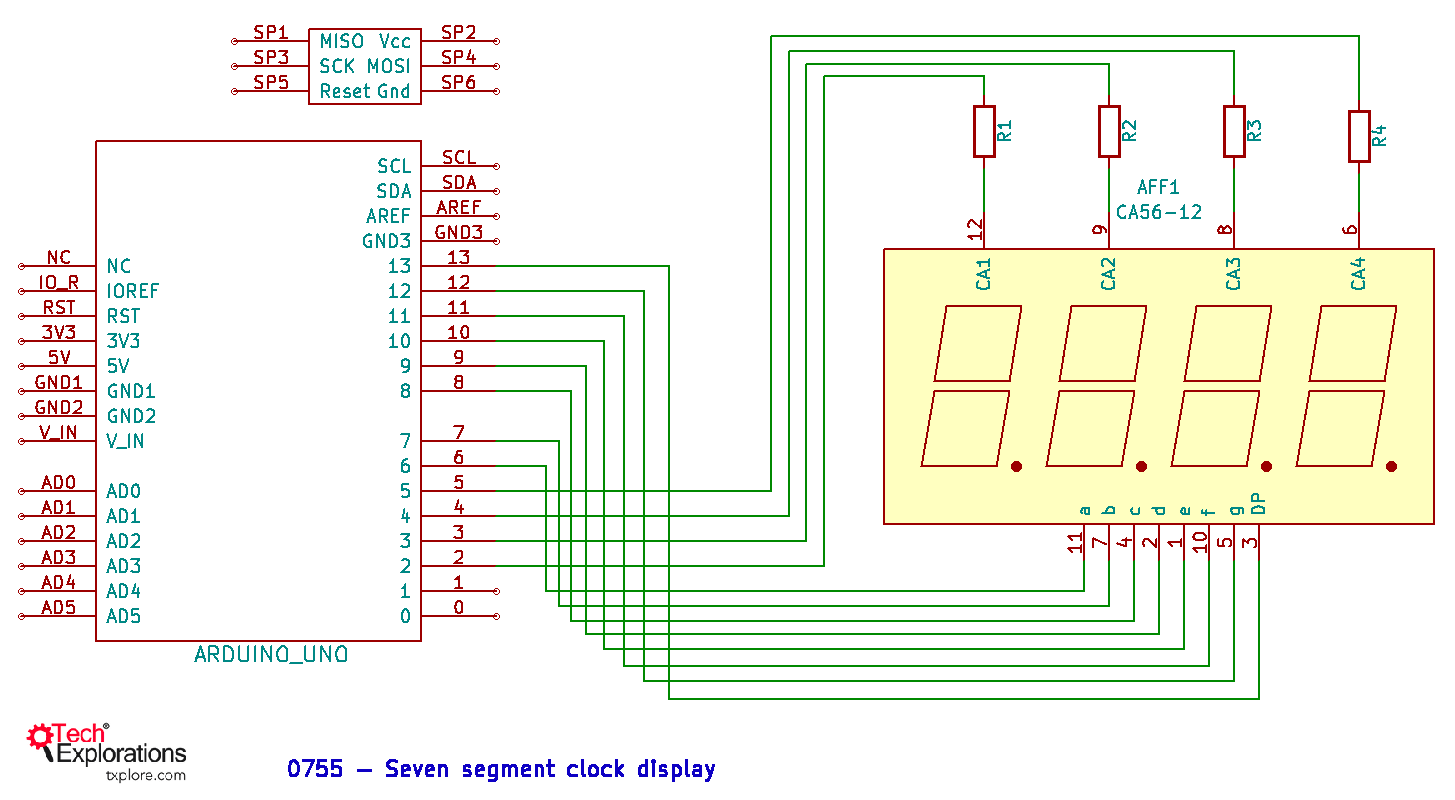 SP1 MISO Vcc SP2
SP3 SCK MOSI SP4
SP5 Reset Gnd SP6
R1 R2 R3 R4
SCL SCL
SDA SDA
AREF AREF
GND3 GND3
NC NC 13 13
IO_R IOREF 12 12
RST RST 11 11
3V3 3V3 10 10
5V 5V 9 9
GND1 GND1 8 8
GND2 GND2
V_IN V_IN 7 7
6 6
AD0 AD0 5 5
AD1 AD1 4 4
AD2 AD2 3 3
AD3 AD3 2 2
AD4 AD4 1 1
AD5 AD5 0 0
ARDUINO_UNO
AFF1
CA56-12
12 9 8 6
CA1 CA2 CA3 CA4
a b c d e f g DP
11 7 4 2 1 10 5 3
Tech®
Explorations
txplore.com
0755 - Seven segment clock display